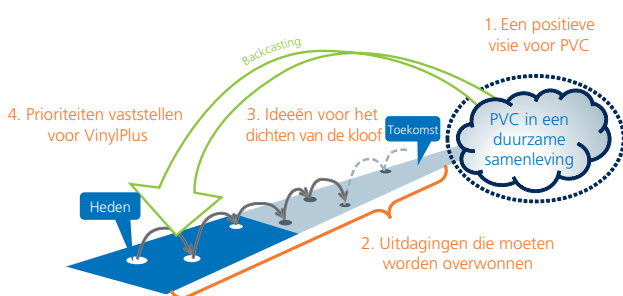 1. Een positieve
visie voor PVC
Backcasting
4. Prioriteiten vaststellen
voor VinylPlus
3. Ideeën voor het
dichten van de kloof
Toekomst
PVC in een
duurzame
samenleving
Heden
2. Uitdagingen die moeten
worden overwonnen